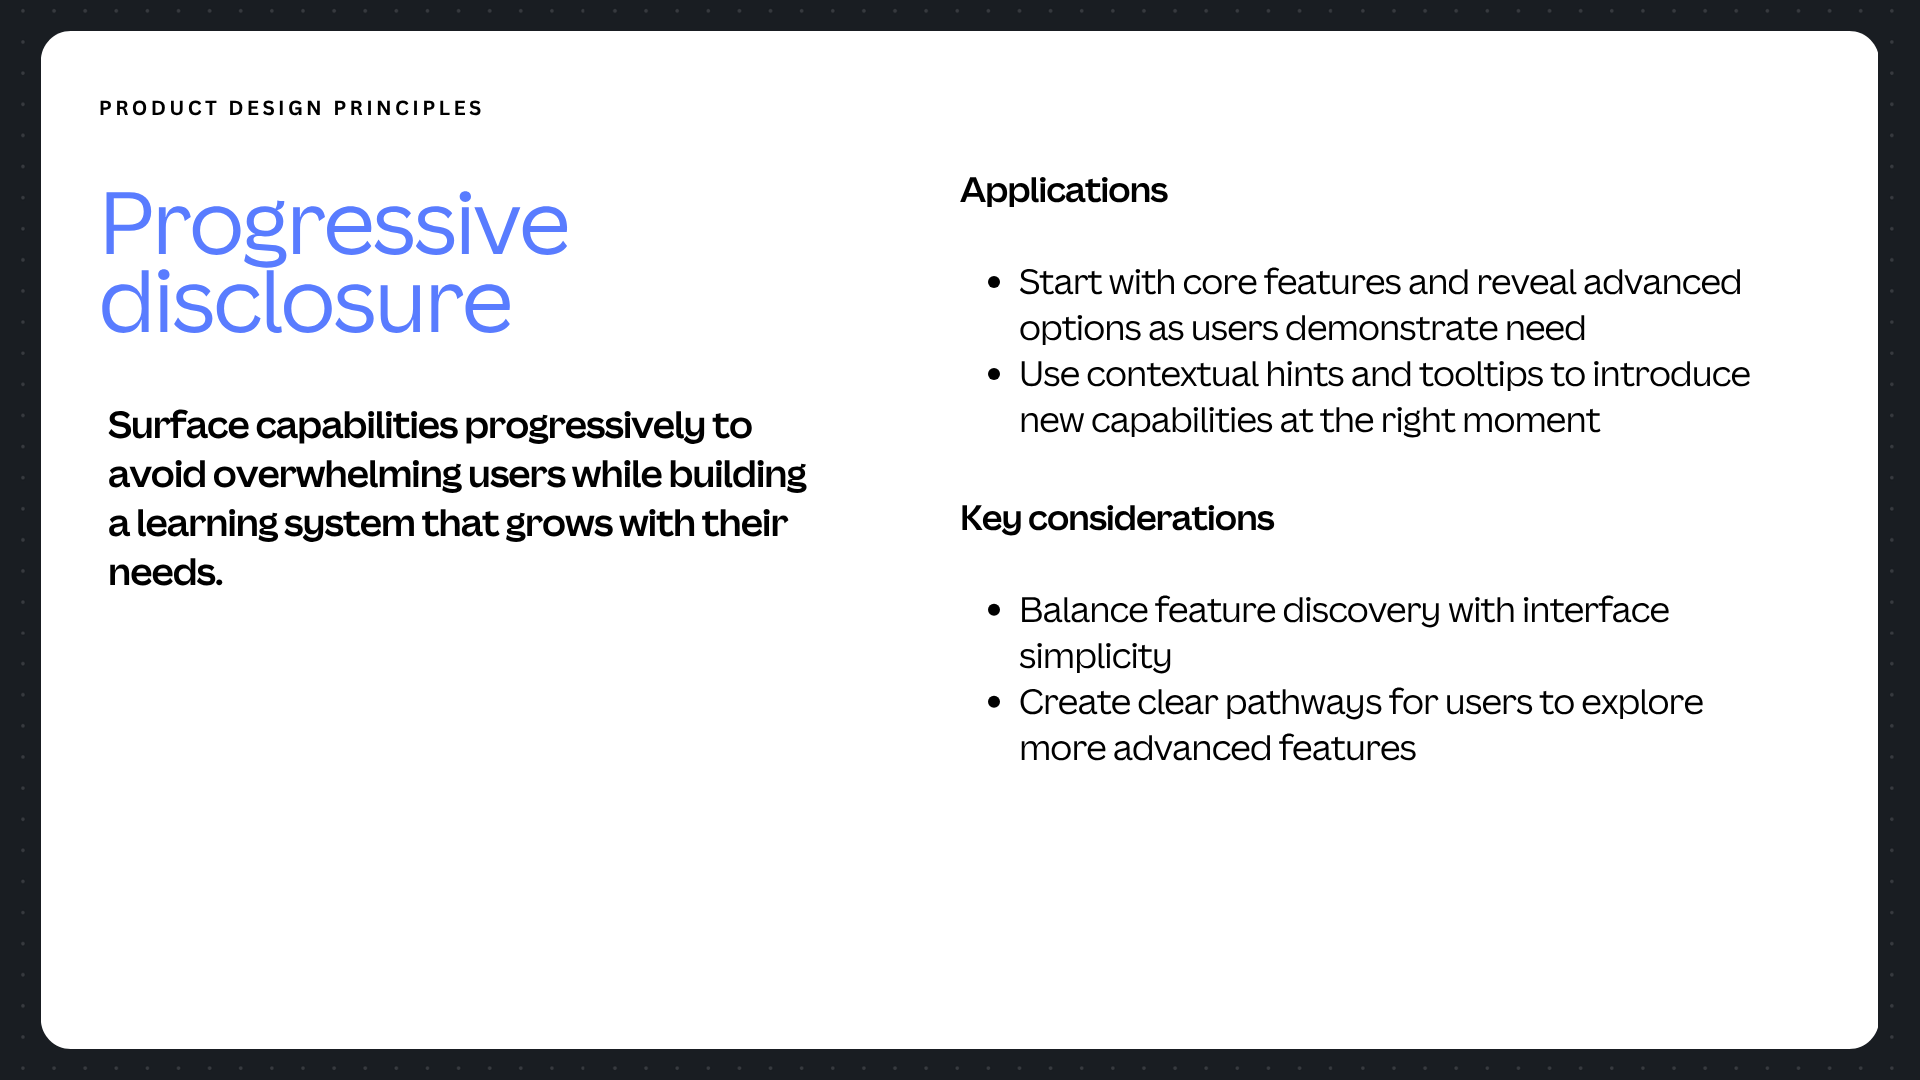 PRODUCT DESIGN PRINCIPLES
Progressive
disclosure
Surface capabilities progressively to
avoid overwhelming users while building
a learning system that grows with their
needs.
Applications
• Start with core features and reveal advanced
options as users demonstrate need
• Use contextual hints and tooltips to introduce
new capabilities at the right moment
Key considerations
• Balance feature discovery with interface
simplicity
• Create clear pathways for users to explore
more advanced features